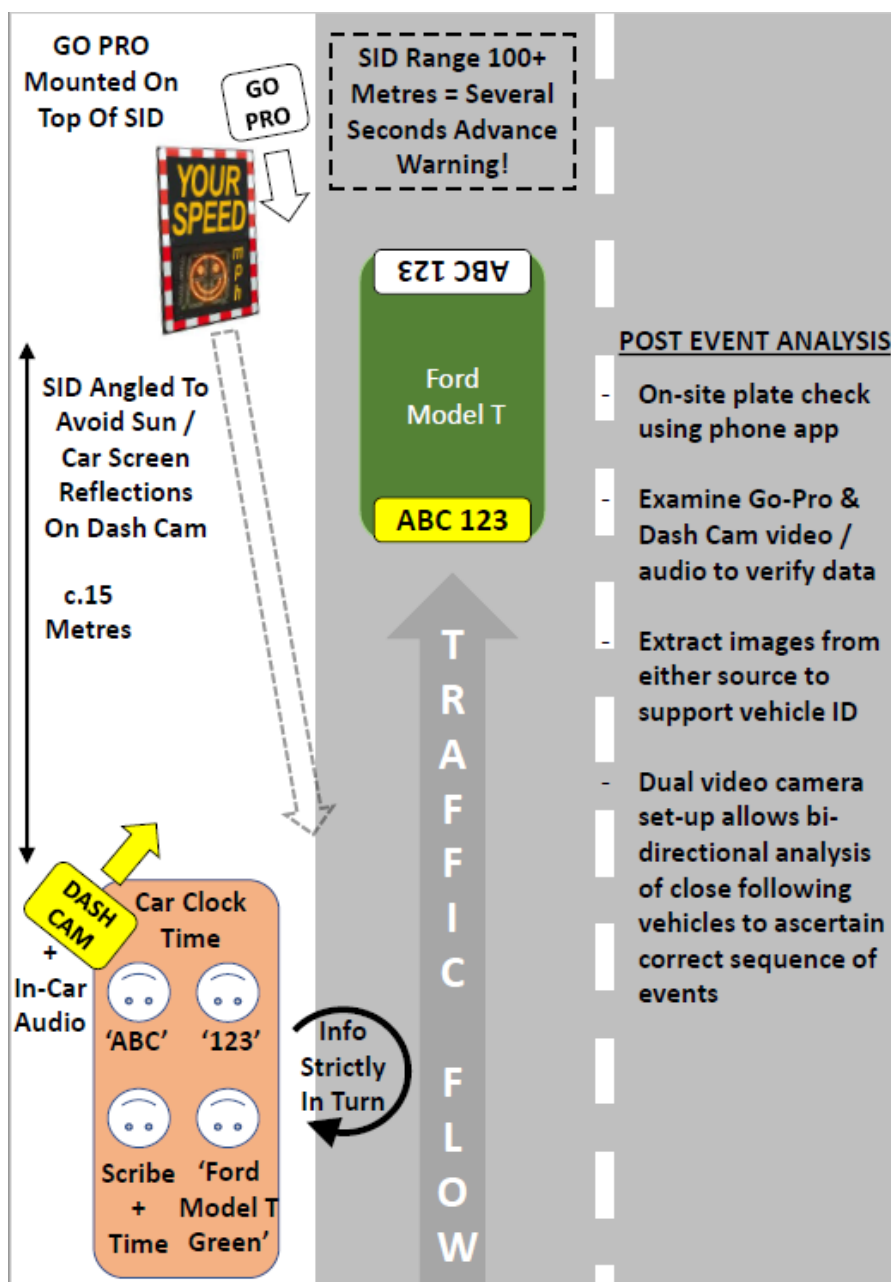 GO PRO
Mounted On
Top Of SID
GO
PRO
SID Range 100+
Metres = Several
Seconds Advance
Warning!
YOUR
SPEED
mph
ABC 123
Ford
Model T
ABC 123
SID Angled To
Avoid Sun /
Car Screen
Reflections
On Dash Cam
c.15
Metres
POST EVENT ANALYSIS
- On-site plate check
using phone app
- Examine Go-Pro &
Dash Cam video /
audio to verify data
- Extract images from
either source to
support vehicle ID
- Dual video camera
set-up allows bi-
directional analysis
of close following
vehicles to ascertain
correct sequence of
events
TRAFFIC FLOW
DASH
CAM
+
In-Car
Audio
Car Clock
Time
‘ABC’ ‘123’
Info
Strictly
In Turn
Scribe
+
Time
‘Ford
Model T
Green’